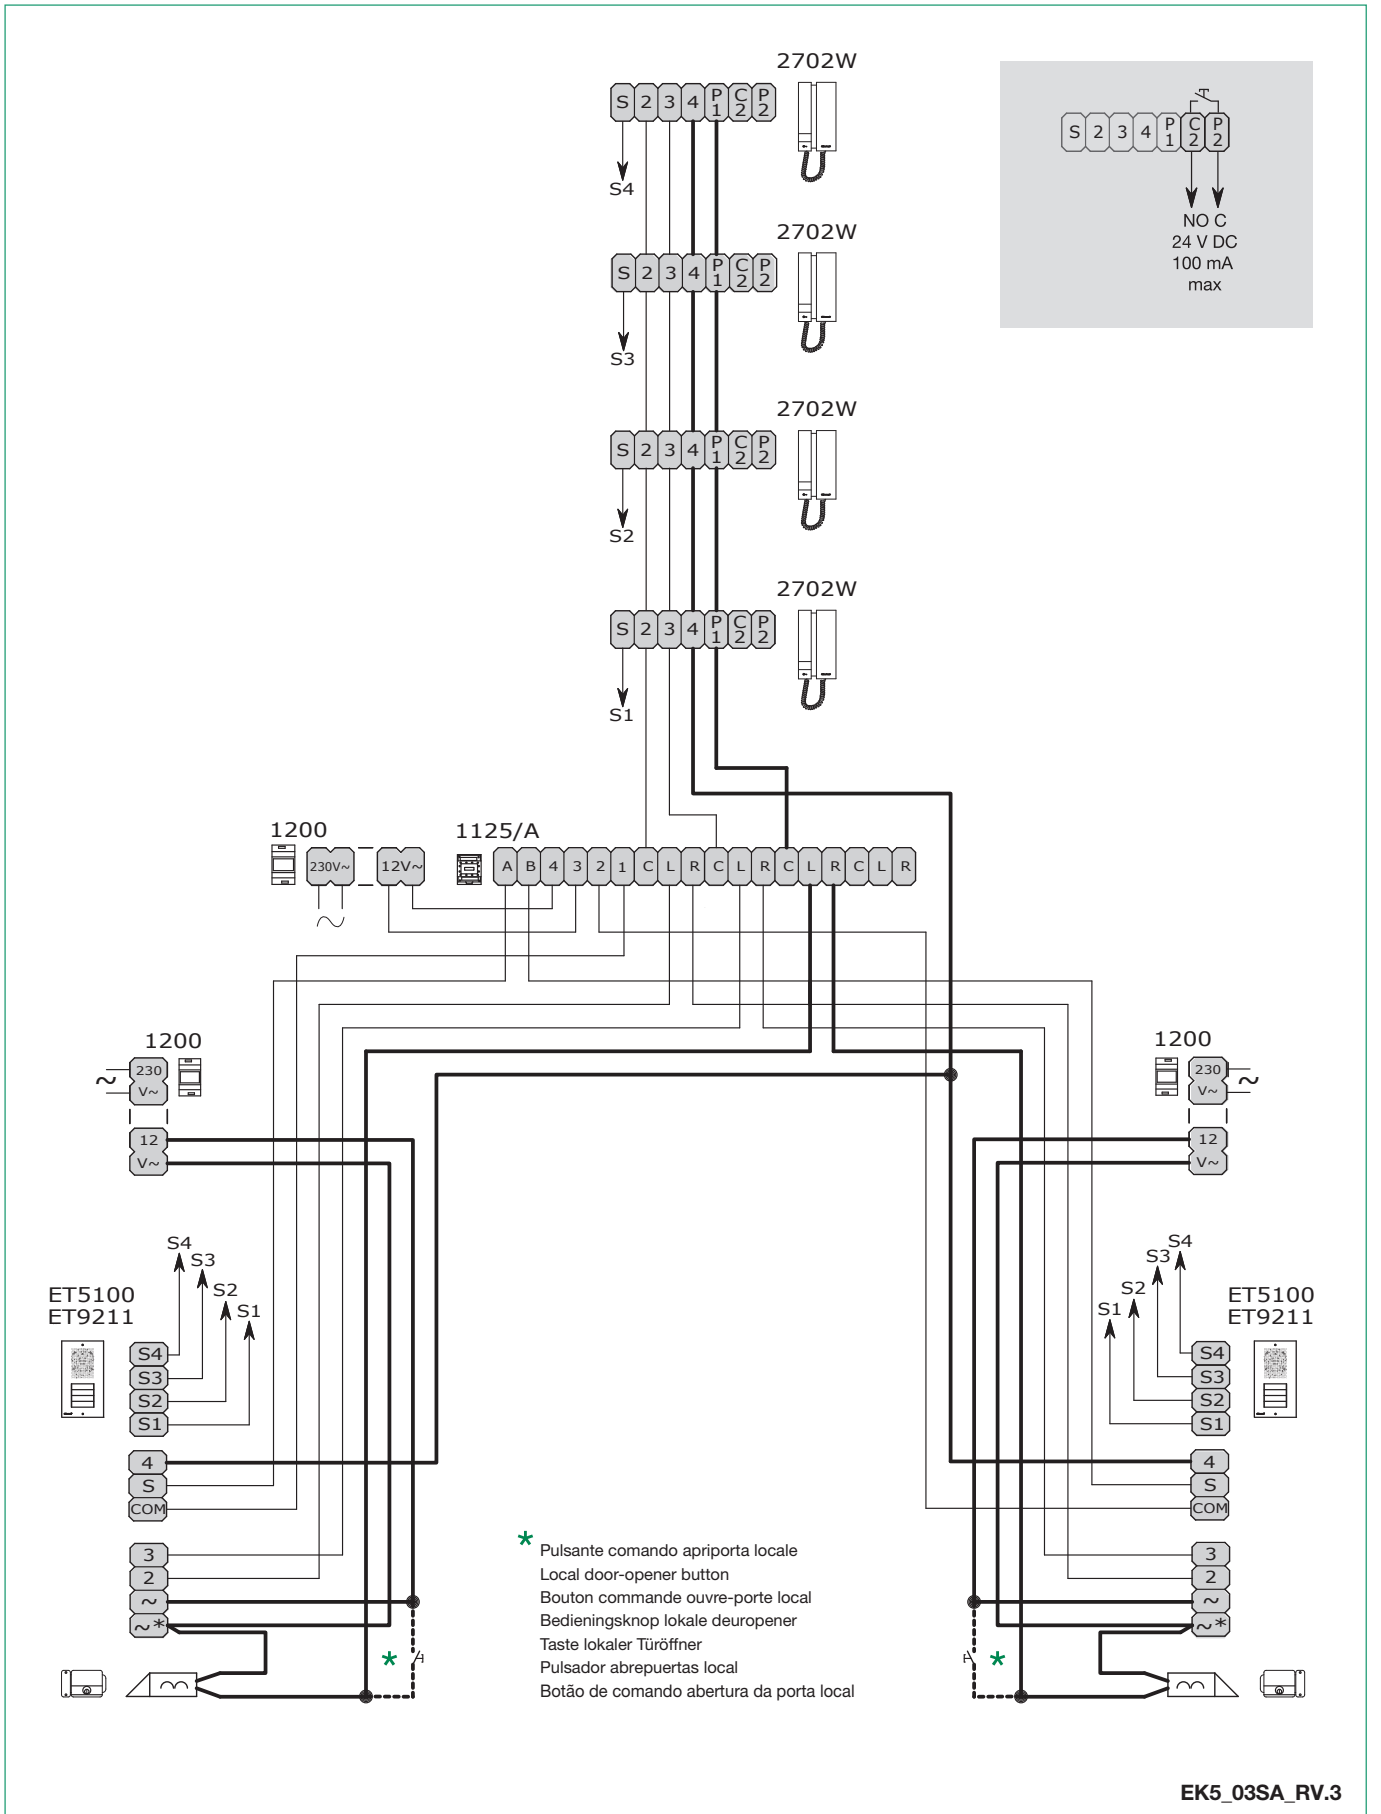 2702W
S 2 3 4 P1 C2 P2
S4
S 2 3 4 P1 C2 P2
NO C
24 V DC
100 mA
max
2702W
S 2 3 4 P1 C2 P2
S3
2702W
S 2 3 4 P1 C2 P2
S2
2702W
S 2 3 4 P1 C2 P2
S1
1200
230V~ 12V~
1125/A
A B 4 3 2 1 C L R C L R C L R C L R
~
1200
~ 230 V~
12 V~
1200
230 V~ ~
12 V~
S4
S3
S2
S1
ET5100
ET9211
S4
S3
S2
S1
4
S
COM
3
2
~
~*
S4
S3
S2
S1
ET5100
ET9211
S4
S3
S2
S1
4
S
COM
3
2
~
~*
*
*
* Pulsante comando apriporta locale
Local door-opener button
Bouton commande ouvre-porte local
Bedieningsknop lokale deuropener
Taste lokaler Türöffner
Pulsador abrepuertas local
Botão de comando abertura da porta local
EK5_03SA_RV.3